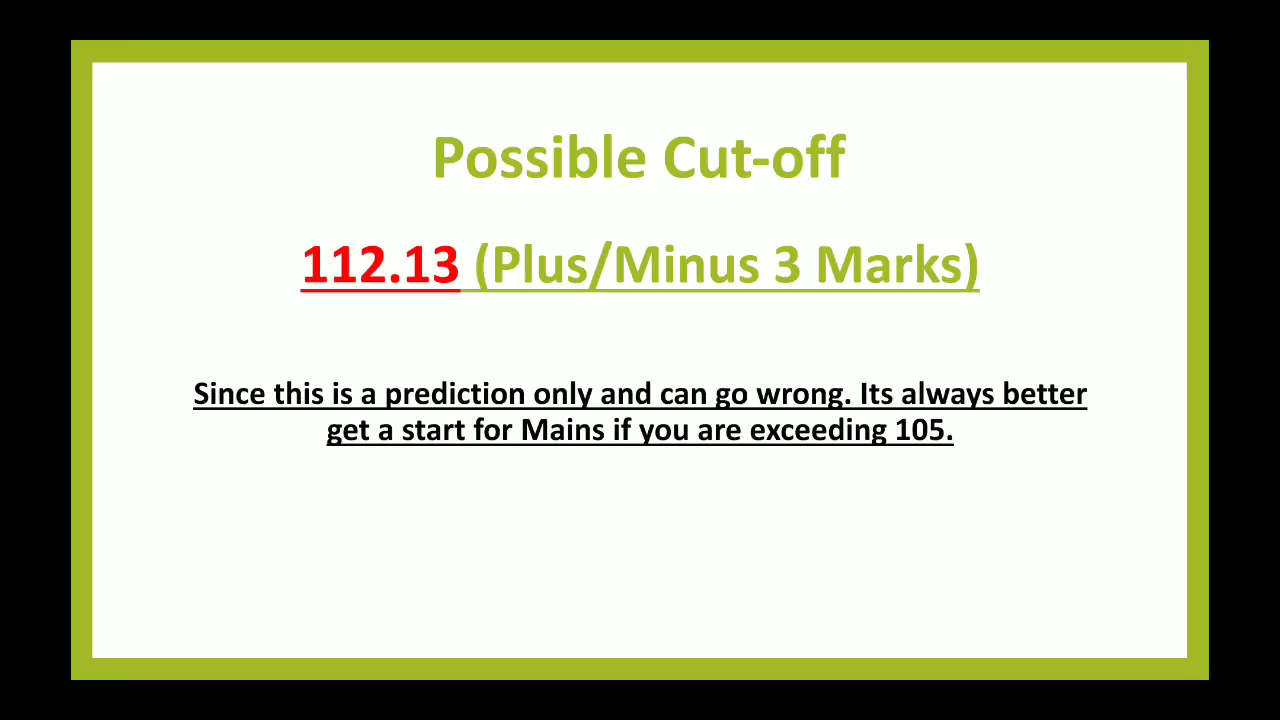 Possible Cut-off
112.13 (Plus/Minus 3 Marks)
Since this is a prediction only and can go wrong. Its always better
get a start for Mains if you are exceeding 105.